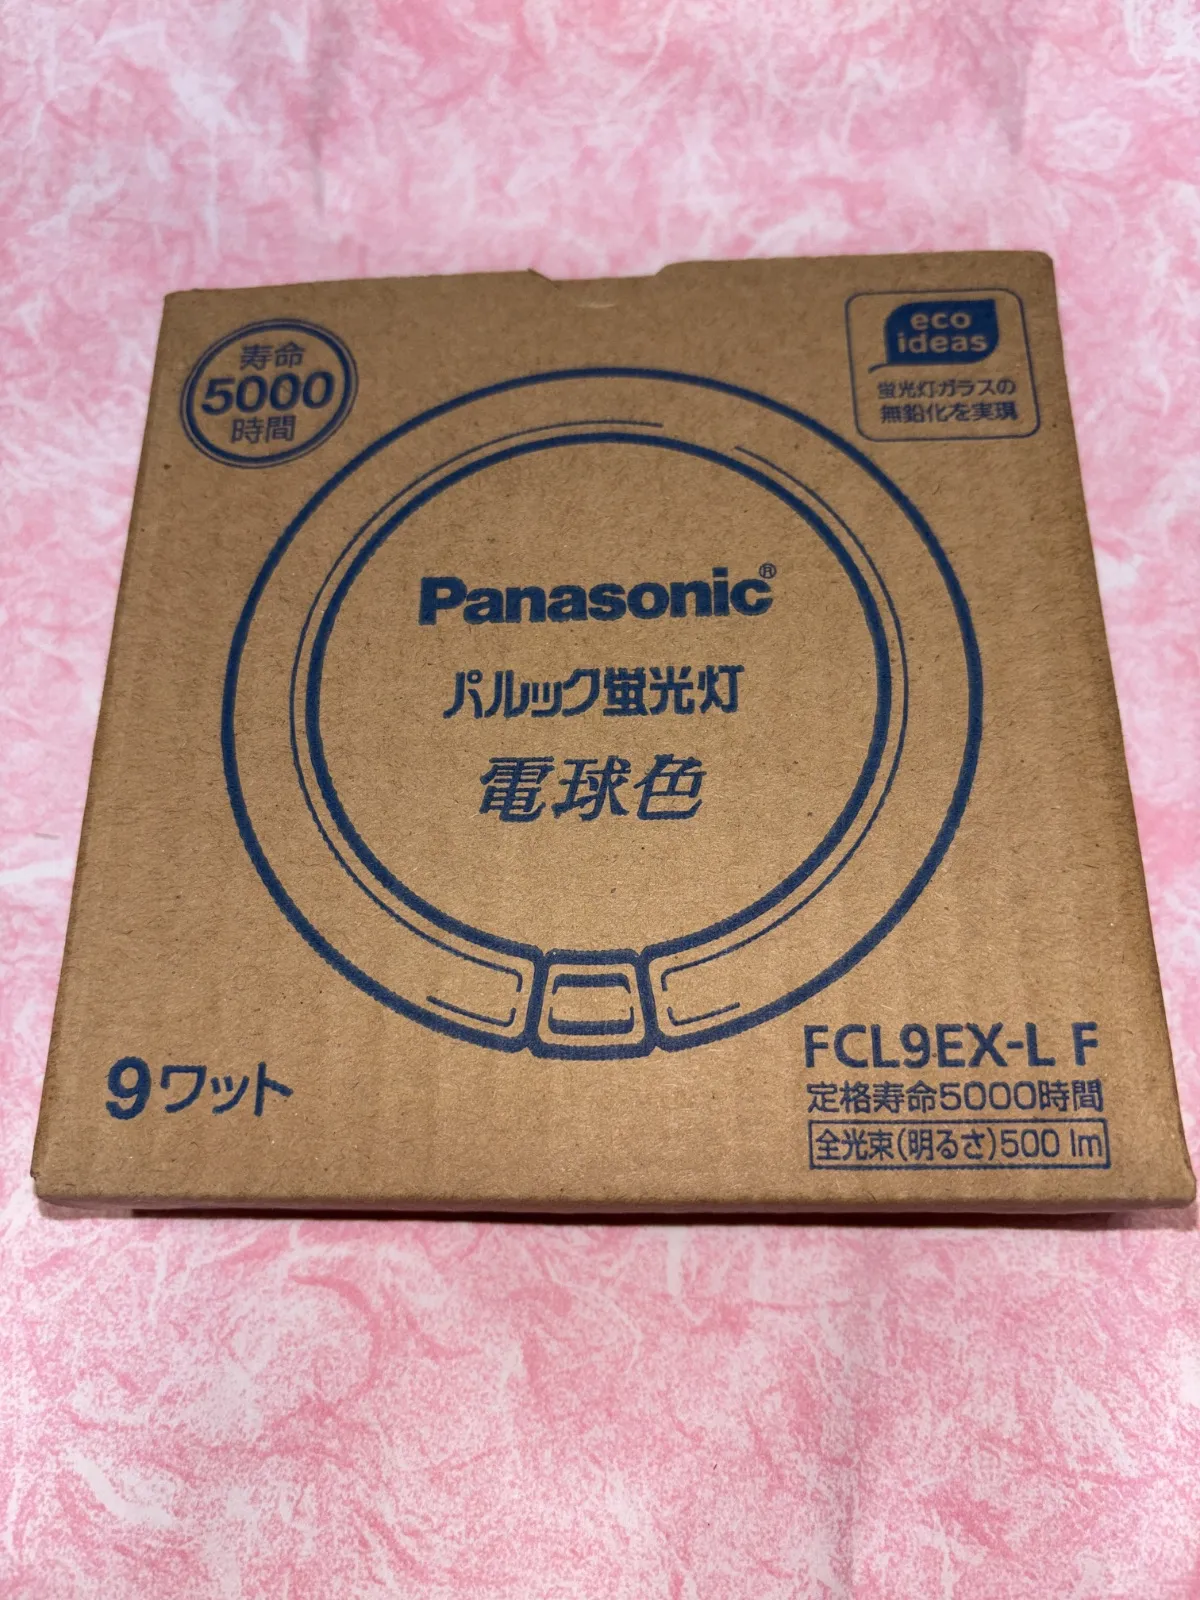 寿命
5000
時間
eco
ideas
蛍光灯ガラスの
無鉛化を実現
Panasonic®
パルック蛍光灯
電球色
9ワット
FCL9EX-L F
定格寿命5000時間
全光束(明るさ)500 lm